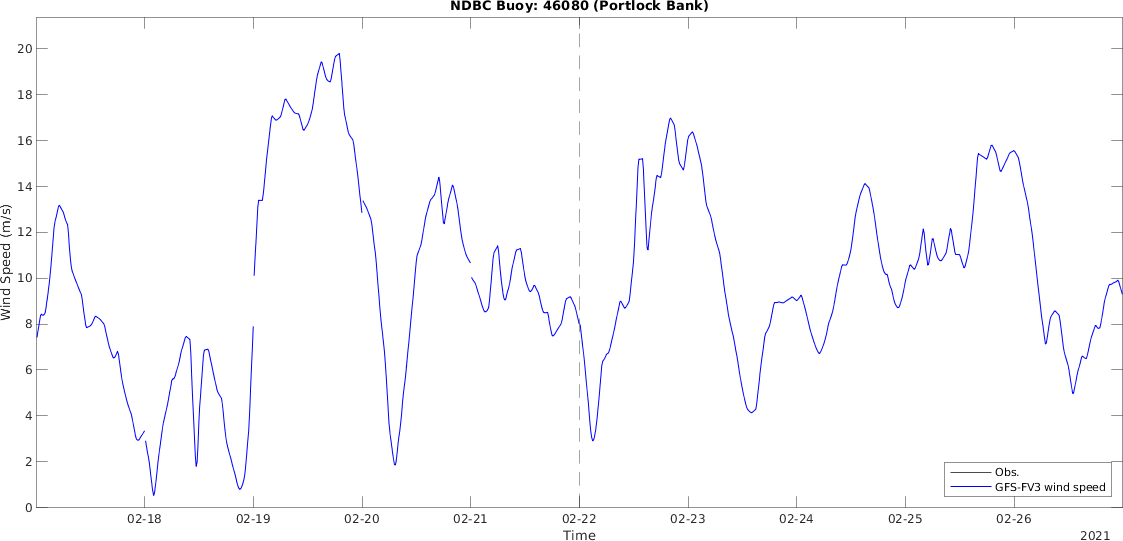 NDBC Buoy: 46080 (Portlock Bank)
Wind Speed (m/s)
20
18
16
14
12
10
8
6
4
2
0
02-18 02-19 02-20 02-21 02-22 02-23 02-24 02-25 02-26
Time
2021
Obs.
GFS-FV3 wind speed